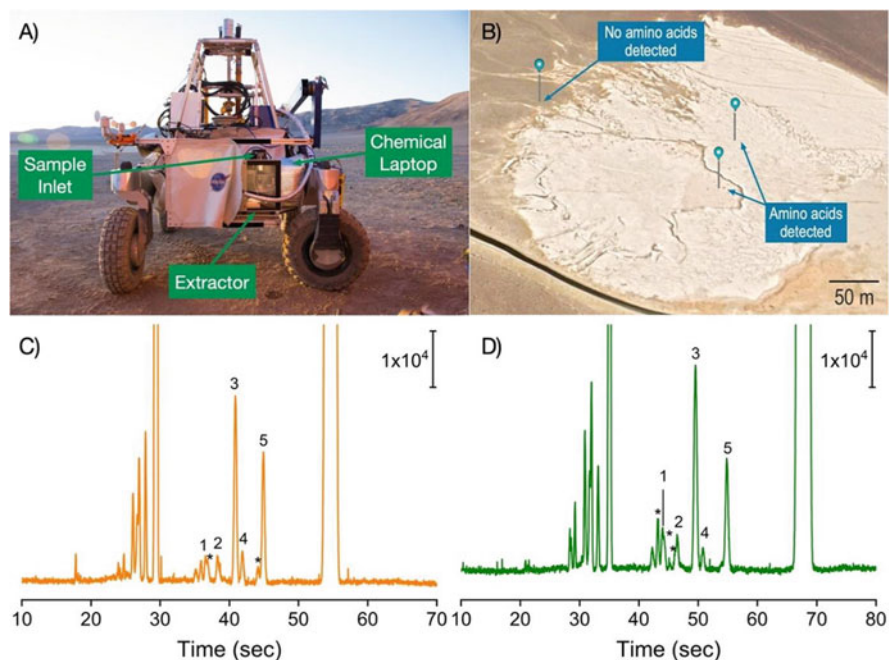 A)
Sample
Inlet
Chemical
Laptop
Extractor
B)
No amino acids
detected
Amino acids
detected
50 m
C)
1x10⁴
3
5
1
*
2
4
*
10
20
30
40
50
60
70
Time (sec)
D)
1x10⁴
3
5
1
*
*
*
2
4
10
20
30
40
50
60
70
80
Time (sec)